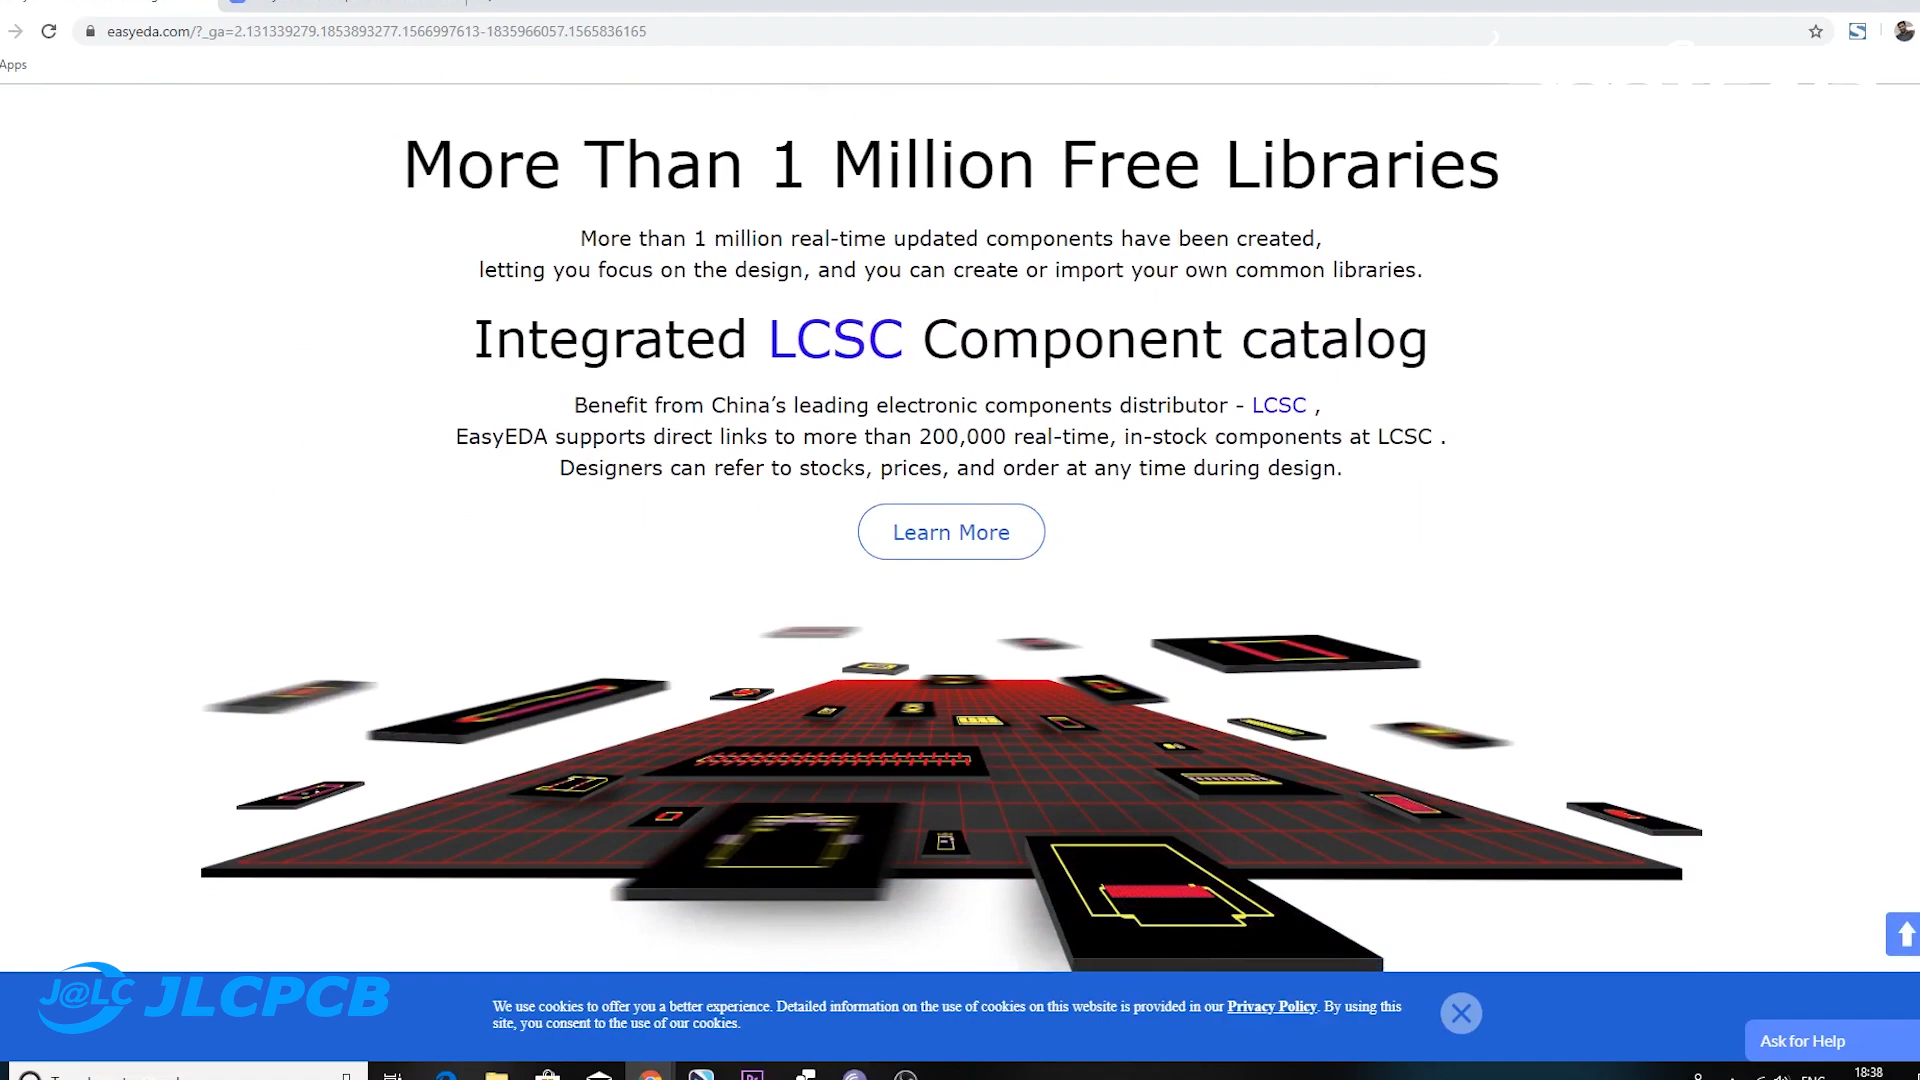 easyeda.com/?_ga=2.131339279.1853893277.1566997613-1835966057.1565836165
Apps
More Than 1 Million Free Libraries
More than 1 million real-time updated components have been created,
letting you focus on the design, and you can create or import your own common libraries.
Integrated LCSC Component catalog
Benefit from China’s leading electronic components distributor - LCSC ,
EasyEDA supports direct links to more than 200,000 real-time, in-stock components at LCSC .
Designers can refer to stocks, prices, and order at any time during design.
Learn More
J@LC JLCPCB
We use cookies to offer you a better experience. Detailed information on the use of cookies on this website is provided in our Privacy Policy. By using this
site, you consent to the use of our cookies.
Ask for Help
18:38